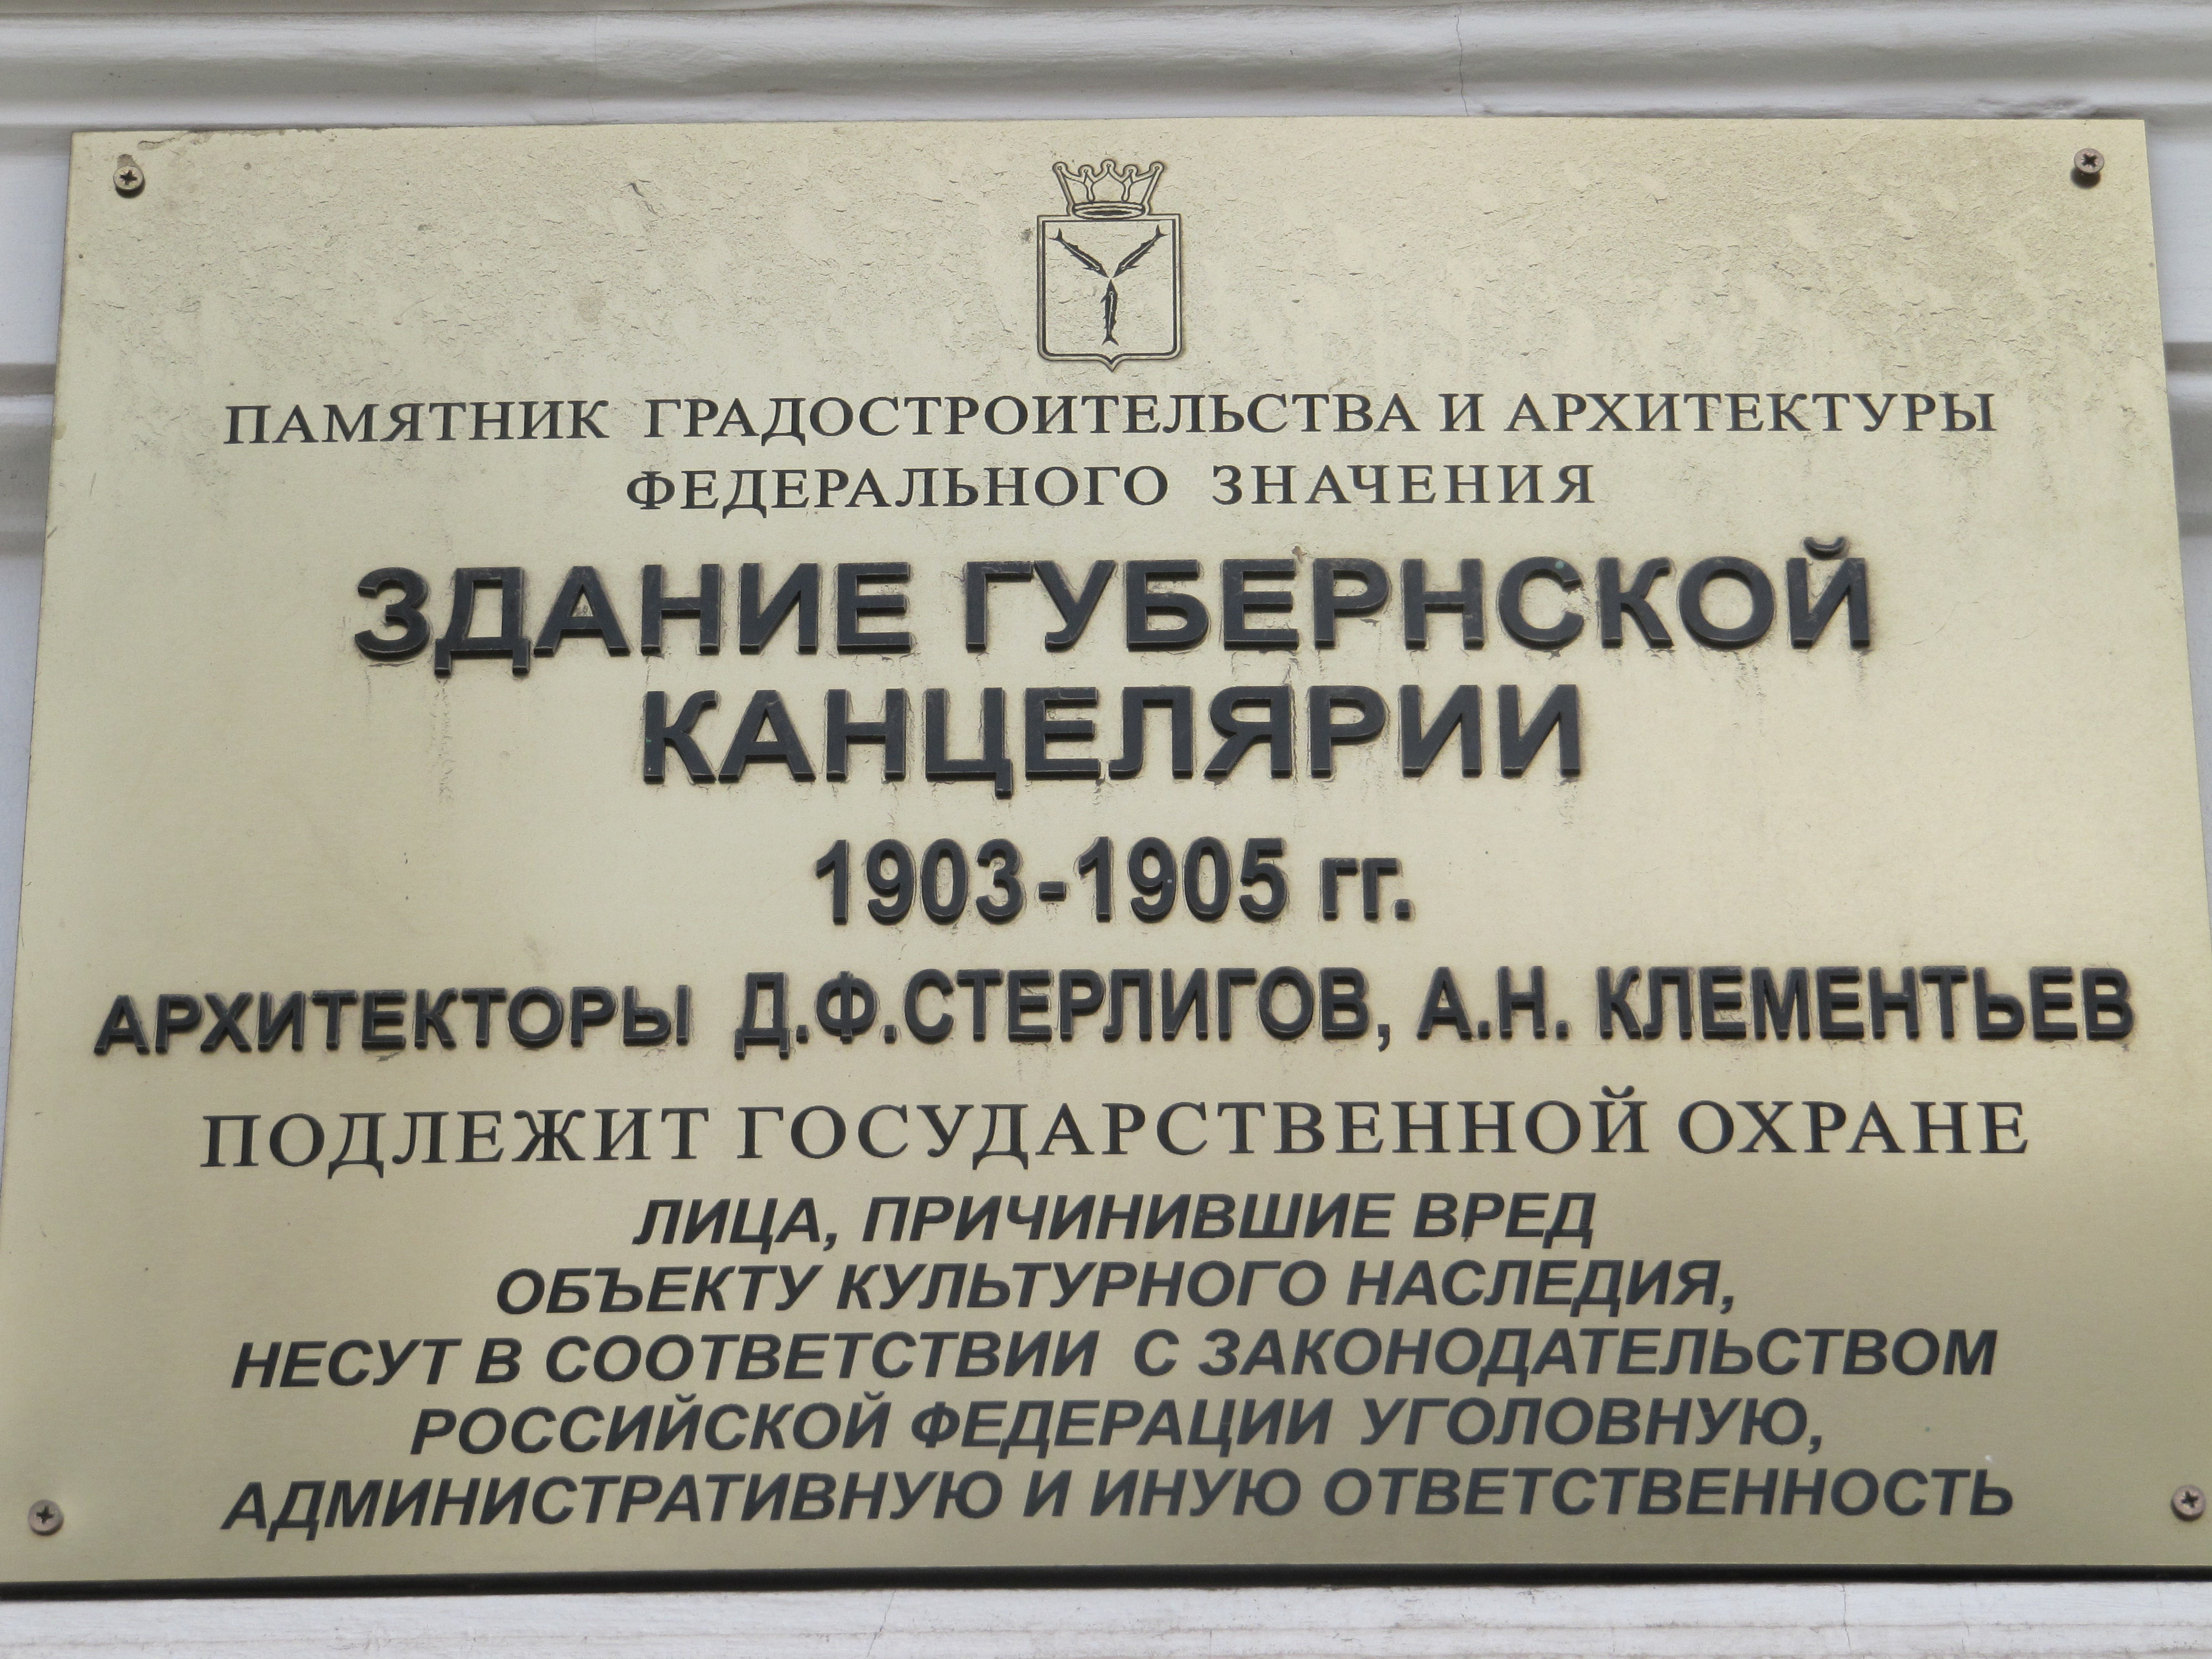 ПАМЯТНИК ГРАДОСТРОИТЕЛЬСТВА И АРХИТЕКТУРЫ
ФЕДЕРАЛЬНОГО ЗНАЧЕНИЯ
ЗДАНИЕ ГУБЕРНСКОЙ
КАНЦЕЛЯРИИ
1903-1905 гг.
АРХИТЕКТОРЫ Д.Ф.СТЕРЛИГОВ, А.Н. КЛЕМЕНТЬЕВ
ПОДЛЕЖИТ ГОСУДАРСТВЕННОЙ ОХРАНЕ
ЛИЦА, ПРИЧИНИВШИЕ ВРЕД
ОБЪЕКТУ КУЛЬТУРНОГО НАСЛЕДИЯ,
НЕСУТ В СООТВЕТСТВИИ С ЗАКОНОДАТЕЛЬСТВОМ
РОССИЙСКОЙ ФЕДЕРАЦИИ УГОЛОВНУЮ,
АДМИНИСТРАТИВНУЮ И ИНУЮ ОТВЕТСТВЕННОСТЬ